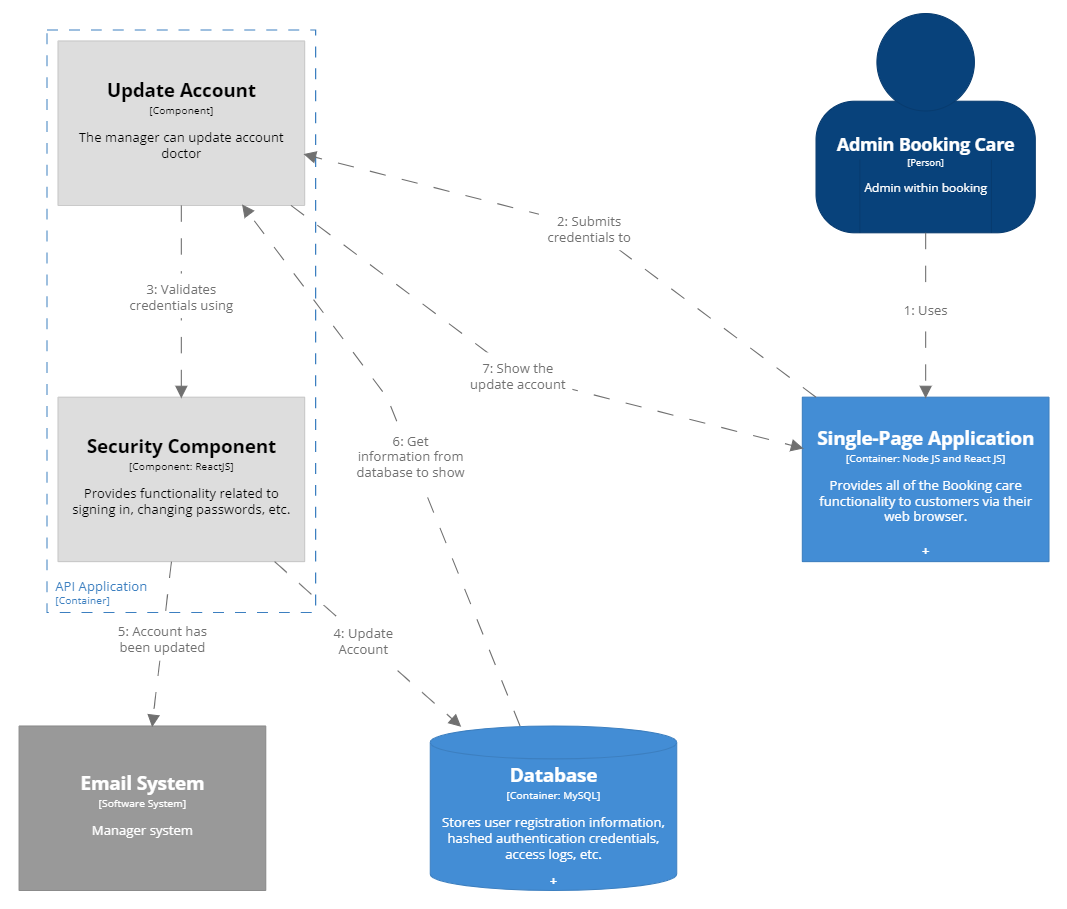 Update Account
[Component]
The manager can update account
doctor
Admin Booking Care
[Person]
Admin within booking
2: Submits
credentials to
3: Validates
credentials using
1: Uses
7: Show the
update account
Security Component
[Component: ReactJS]
Provides functionality related to
signing in, changing passwords, etc.
6: Get
information from
database to show
Single-Page Application
[Container: Node JS and React JS]
Provides all of the Booking care
functionality to customers via their
web browser.
+
API Application
[Container]
5: Account has
been updated
4: Update
Account
Email System
[Software System]
Manager system
Database
[Container: MySQL]
Stores user registration information,
hashed authentication credentials,
access logs, etc.
+